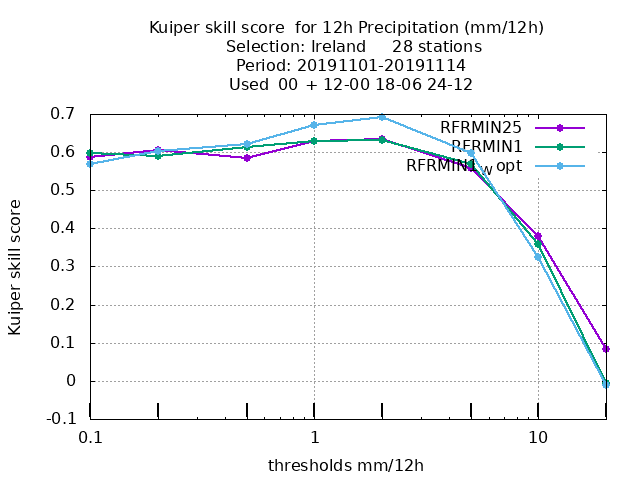 Kuiper skill score for 12h Precipitation (mm/12h)
Selection: Ireland 28 stations
Period: 20191101-20191114
Used 00 + 12-00 18-06 24-12
RFRMIN25
RFRMIN1
RFRMIN1wopt
0.7
0.6
0.5
0.4
0.3
0.2
0.1
0
-0.1
0.1 1 10
Kuiper skill score
thresholds mm/12h